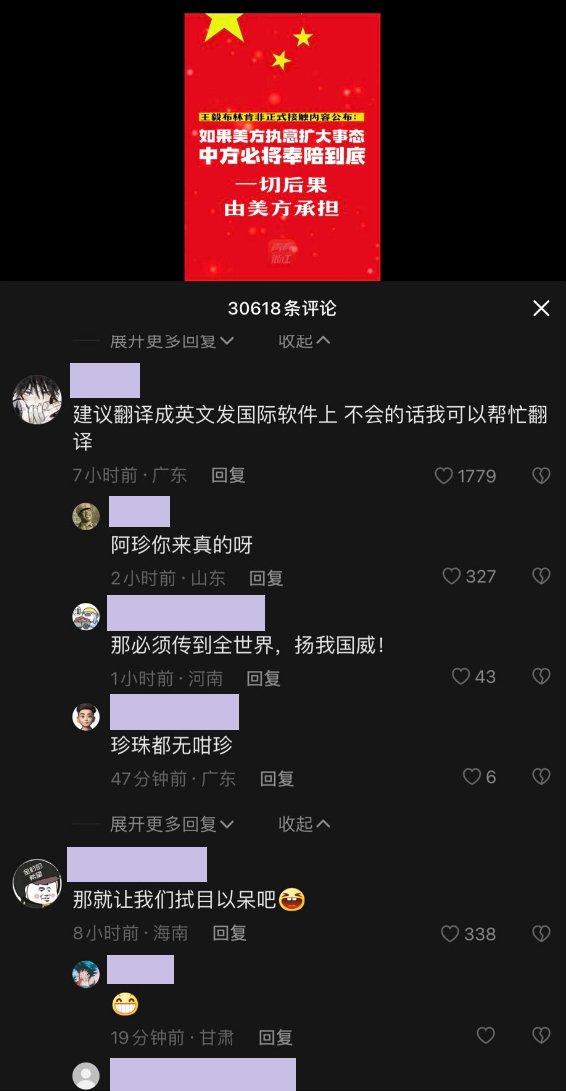 王毅布林肯非正式接触内容公布：
如果美方执意扩大事态
中方必将奉陪到底
一切后果
由美方承担
30618条评论
展开更多回复 收起
建议翻译成英文发国际软件上 不会的话我可以帮忙翻
译
7小时前·广东 回复 1779
阿珍你来真的呀
2小时前·山东 回复 327
那必须传到全世界，扬我国威！
1小时前·河南 回复 43
珍珠都无咁珍
47分钟前·广东 回复 6
展开更多回复 收起
那就让我们拭目以呆吧😆
8小时前·海南 回复 338
😁
19分钟前·甘肃 回复